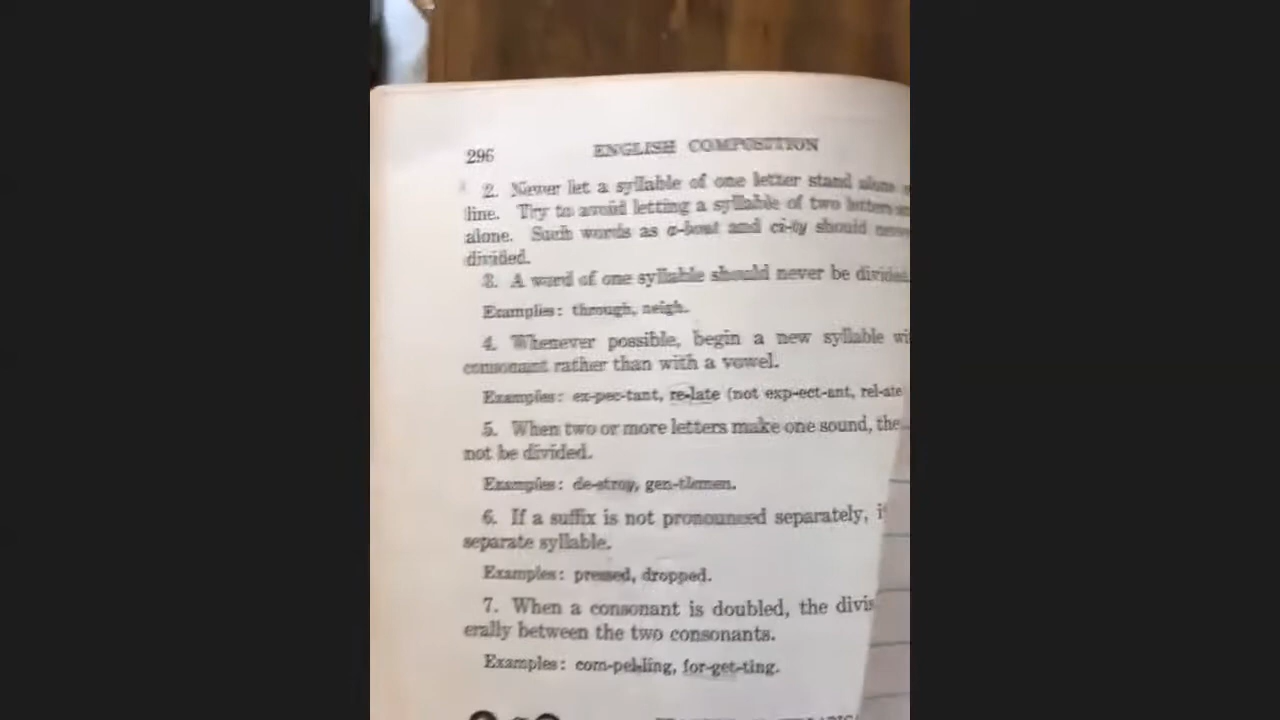 296 ENGLISH COMPOSITION
2. Never let a syllable of one letter stand alone
line. Try to avoid letting a syllable of two letters
alone. Such words as a-bout and ci-ty should
divided.
3. A word of one syllable should never be divided.
Examples: through, neigh.
4. Whenever possible, begin a new syllable
consonant rather than with a vowel.
Examples: ex-pec-tant, re-late (not exp-ect-ant, rel-ate
5. When two or more letters make one sound,
not be divided.
Examples: de-stroy, gen-tlemen.
6. If a suffix is not pronounced separately,
separate syllable.
Examples: pressed, dropped.
7. When a consonant is doubled, the
erally between the two consonants.
Examples: com-pelling, for-get-ting.